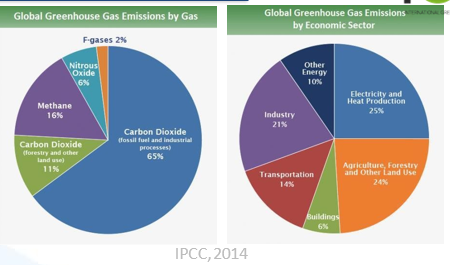 Global Greenhouse Gas Emissions by Gas
F-gases 2%
Nitrous
Oxide
6%
Methane
16%
Carbon Dioxide
(forestry and other
land use)
11%
Carbon Dioxide
(fossil fuel and industrial
processes)
65%
Global Greenhouse Gas Emissions
by Economic Sector
Other
Energy
10%
Electricity and
Heat Production
25%
Industry
21%
Agriculture, Forestry
and Other Land Use
24%
Transportation
14%
Buildings
6%
IPCC, 2014